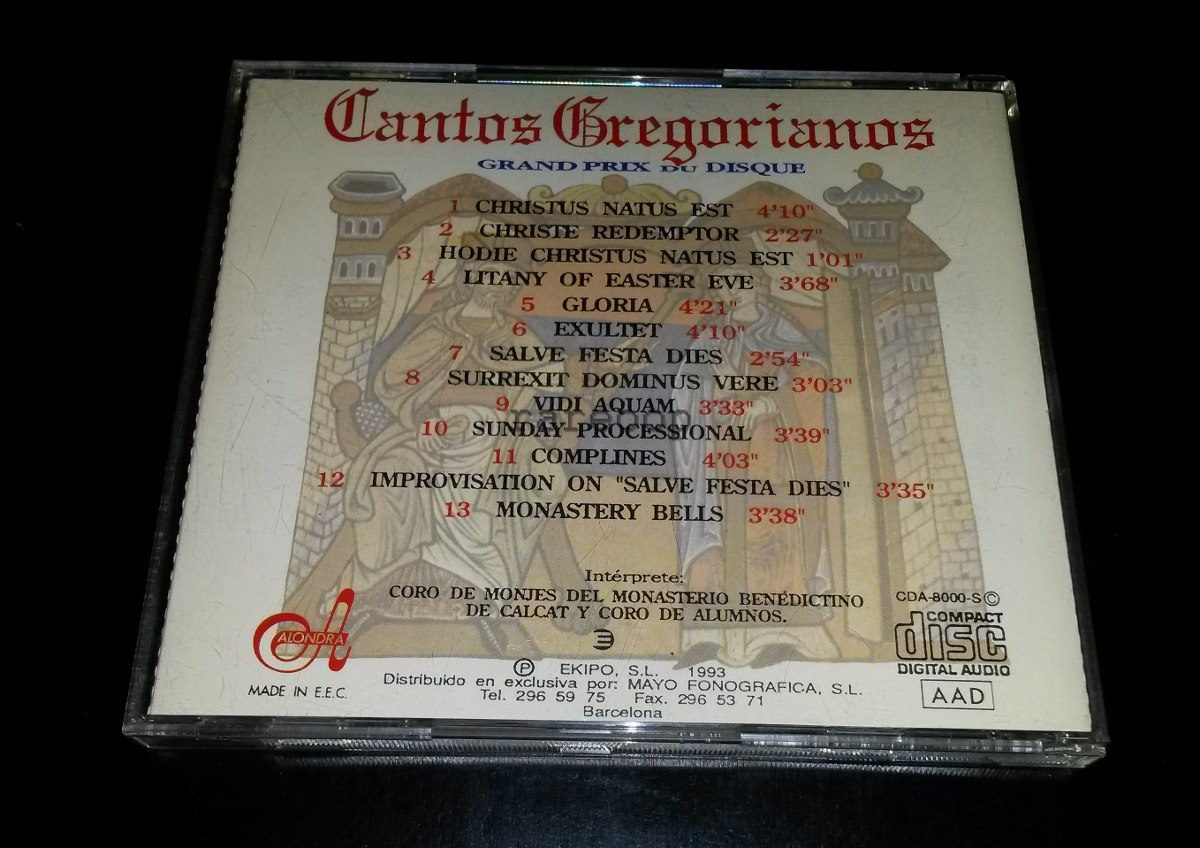 Cantos Gregorianos
GRAND PRIX DU DISQUE
1 CHRISTUS NATUS EST 4'10"
2 CHRISTE REDEMPTOR 2'27"
3 HODIE CHRISTUS NATUS EST 1'01"
4 LITANY OF EASTER EVE 3'68"
5 GLORIA 4'21"
6 EXULTET 4'10"
7 SALVE FESTA DIES 2'54"
8 SURREXIT DOMINUS VERE 3'03"
9 VIDI AQUAM 3'33"
rarepop
10 SUNDAY PROCESSIONAL 3'39"
11 COMPLINES 4'03"
12 IMPROVISATION ON "SALVE FESTA DIES" 3'35"
13 MONASTERY BELLS 3'38"
Intérprete:
CORO DE MONJES DEL MONASTERIO BENEDICTINO
DE CALCAT Y CORO DE ALUMNOS.
ALONDRA
MADE IN E.E.C.
Ⓟ EKIPO, S.L. 1993
Distribuido en exclusiva por: MAYO FONOGRAFICA, S.L.
Tel. 296 59 75 Fax. 296 53 71
Barcelona
CDA-8000-S©
COMPACT
disc
DIGITAL AUDIO
AAD